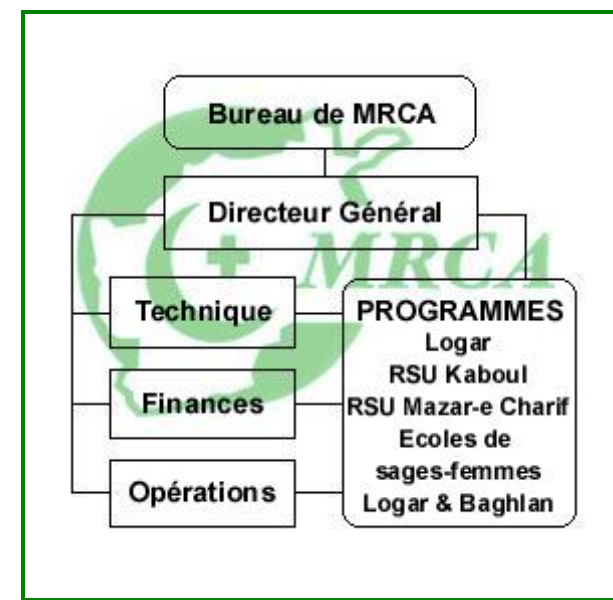 Bureau de MRCA
Directeur Général
MRCA
Technique
Finances
Opérations
PROGRAMMES
Logar
RSU Kaboul
RSU Mazar-e Charif
Ecoles de
sages-femmes
Logar & Baghlan